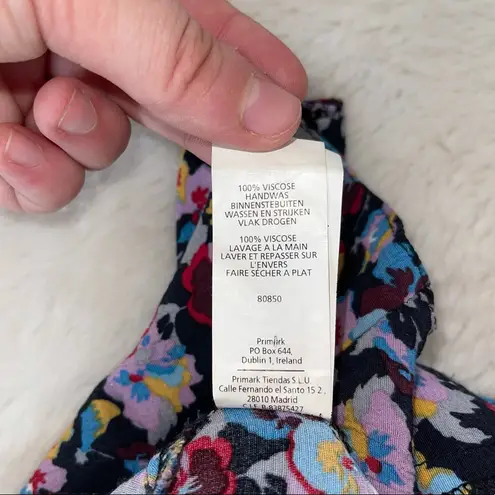 100% VISCOSE
HANDWAS
BINNENSTEBUITEN
WASSEN EN STRIJKEN
VLAK DROGEN
100% VISCOSE
LAVAGE A LA MAIN
LAVER ET REPASSER SUR
L'ENVERS
FAIRE SÈCHER A PLAT
80850
Primark
PO Box 644,
Dublin 1, Ireland
Primark Tiendas S L.U.
Calle Fernando el Santo 15 2,
28010 Madrid
C.I.F. B 83875427